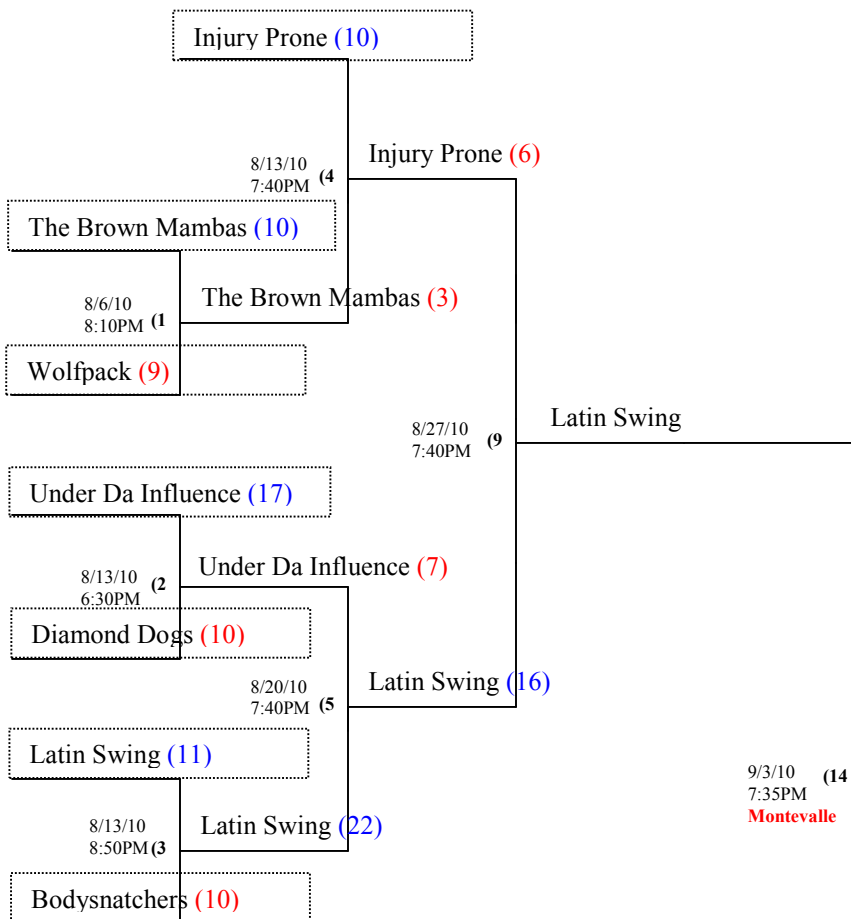 Injury Prone (10)
8/13/10
7:40PM (4
Injury Prone (6)
The Brown Mambas (10)
8/6/10
8:10PM (1
The Brown Mambas (3)
Wolfpack (9)
8/27/10
7:40PM (9
Latin Swing
Under Da Influence (17)
8/13/10
6:30PM (2
Under Da Influence (7)
Diamond Dogs (10)
8/20/10
7:40PM (5
Latin Swing (16)
Latin Swing (11)
8/13/10
8:50PM (3
Latin Swing (22)
Bodysnatchers (10)
9/3/10 (14
7:35PM
Montevalle